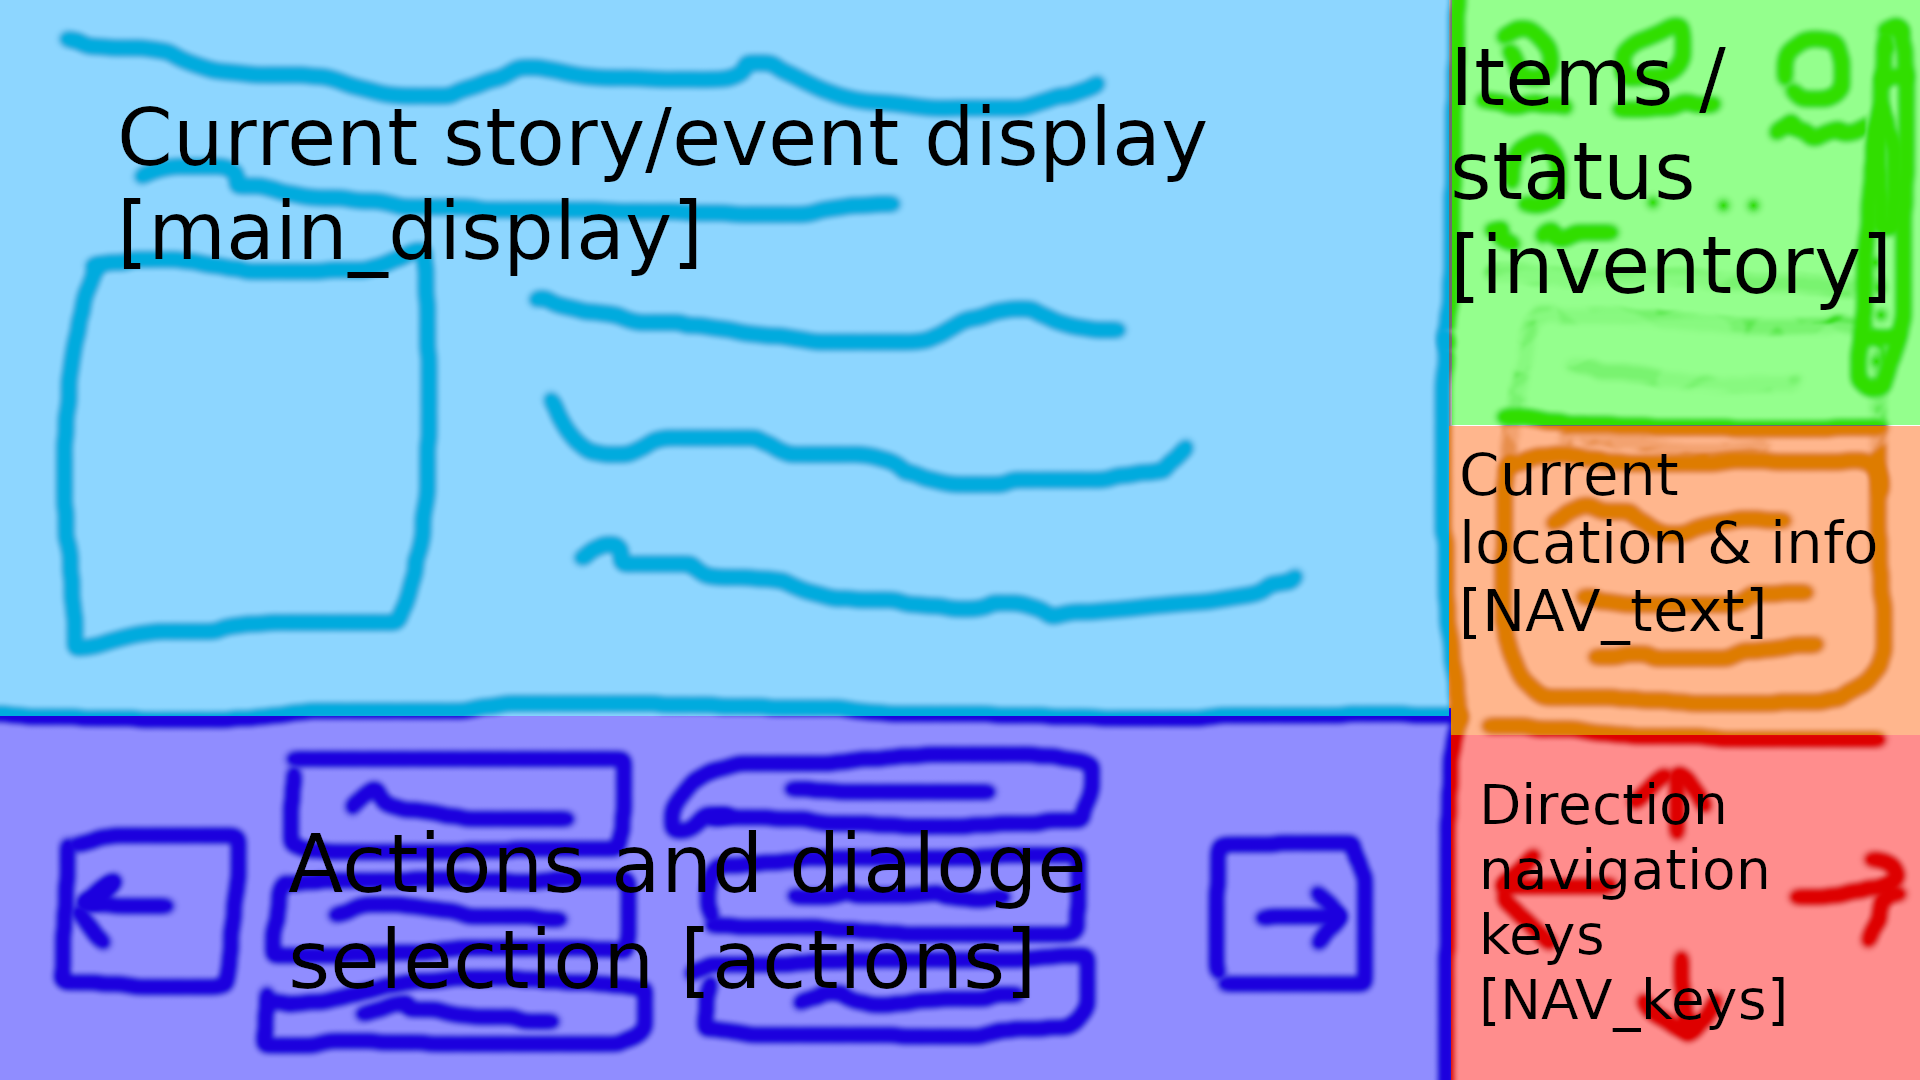 Current story/event display
[main_display]
Items /
status
[inventory]
Current
location & info
[NAV_text]
Actions and dialoge
selection [actions]
Direction
navigation
keys
[NAV_keys]